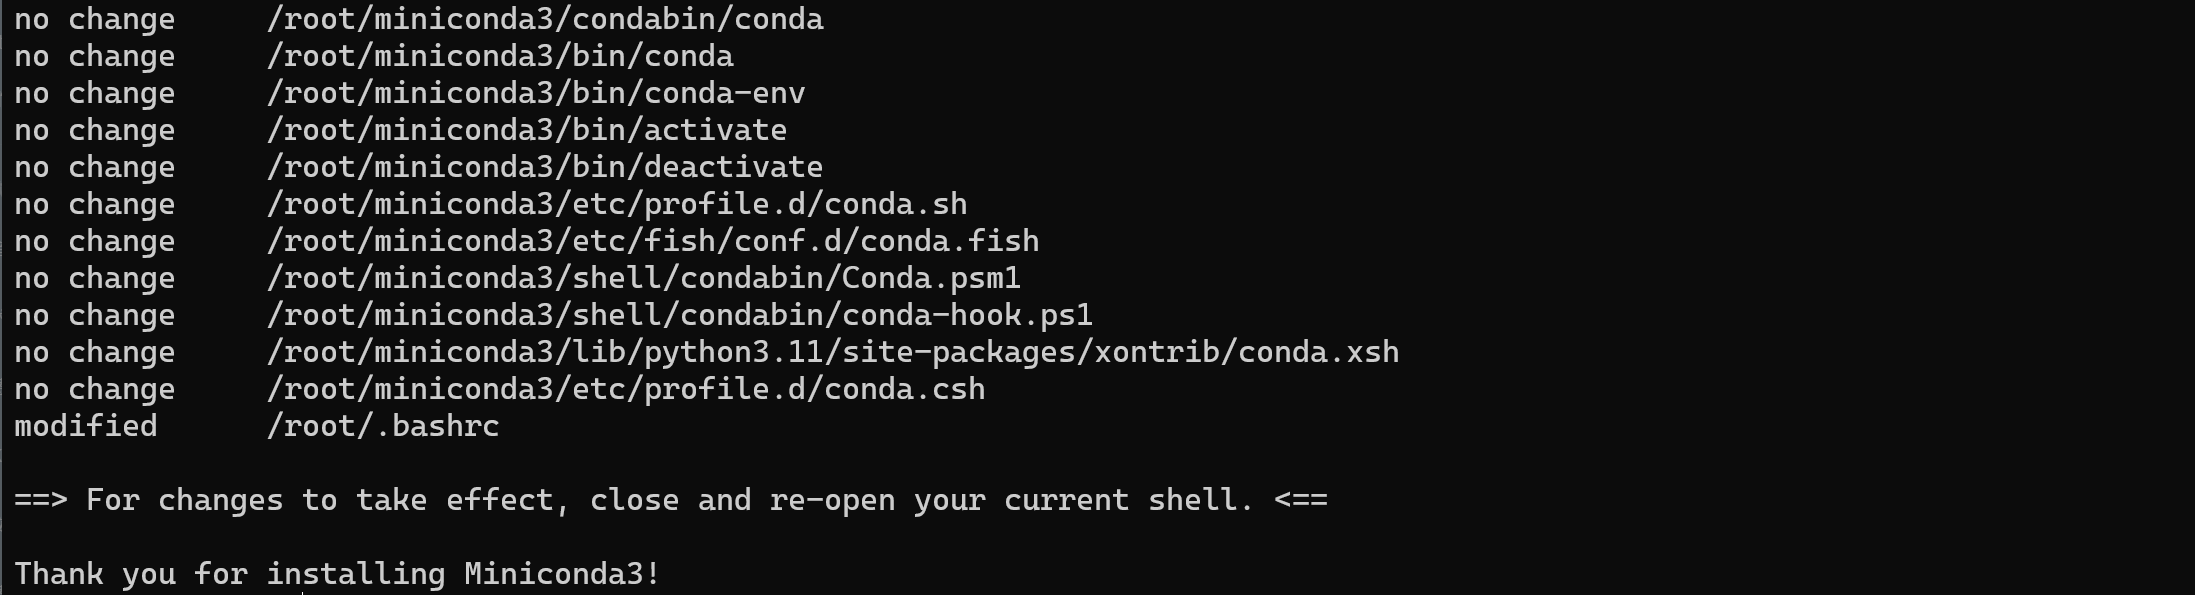 no change     /root/miniconda3/condabin/conda
no change     /root/miniconda3/bin/conda
no change     /root/miniconda3/bin/conda-env
no change     /root/miniconda3/bin/activate
no change     /root/miniconda3/bin/deactivate
no change     /root/miniconda3/etc/profile.d/conda.sh
no change     /root/miniconda3/etc/fish/conf.d/conda.fish
no change     /root/miniconda3/shell/condabin/Conda.psm1
no change     /root/miniconda3/shell/condabin/conda-hook.ps1
no change     /root/miniconda3/lib/python3.11/site-packages/xontrib/conda.xsh
no change     /root/miniconda3/etc/profile.d/conda.csh
modified      /root/.bashrc
==> For changes to take effect, close and re-open your current shell. <==
Thank you for installing Miniconda3!